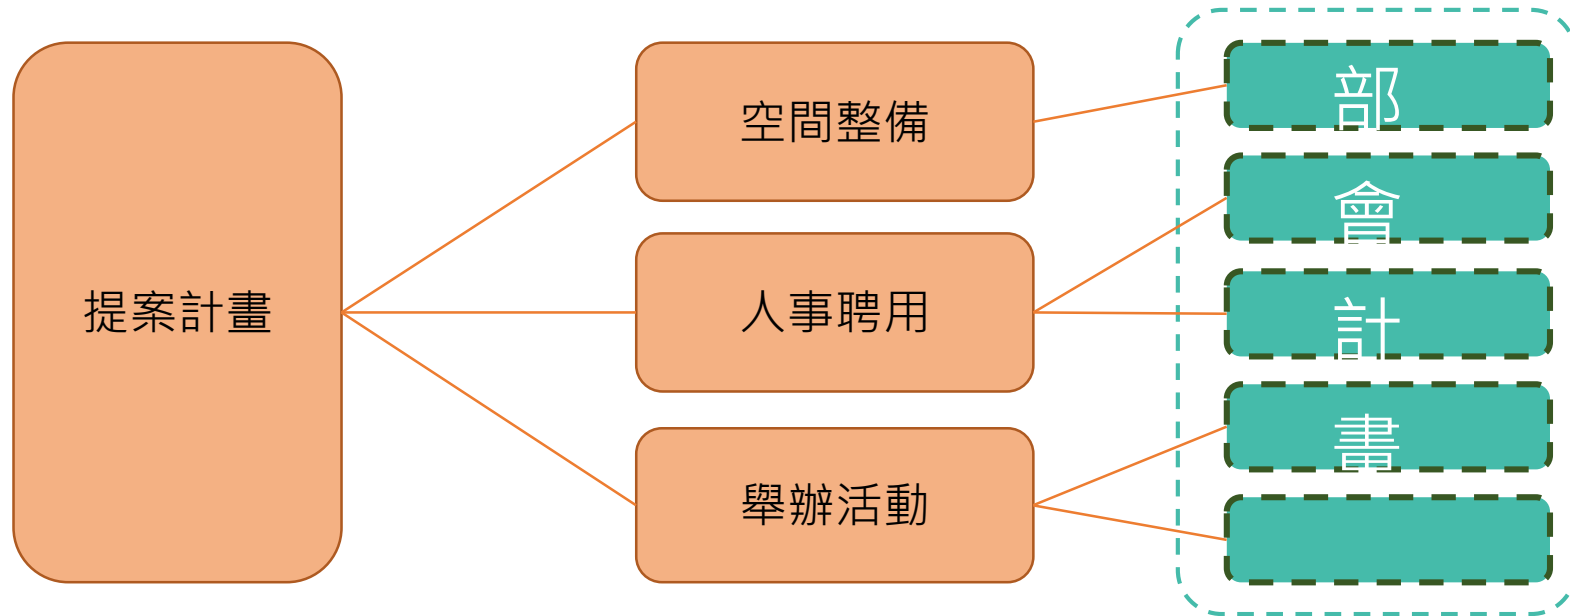 提案計畫
空間整備
人事聘用
舉辦活動
部
會
計
畫